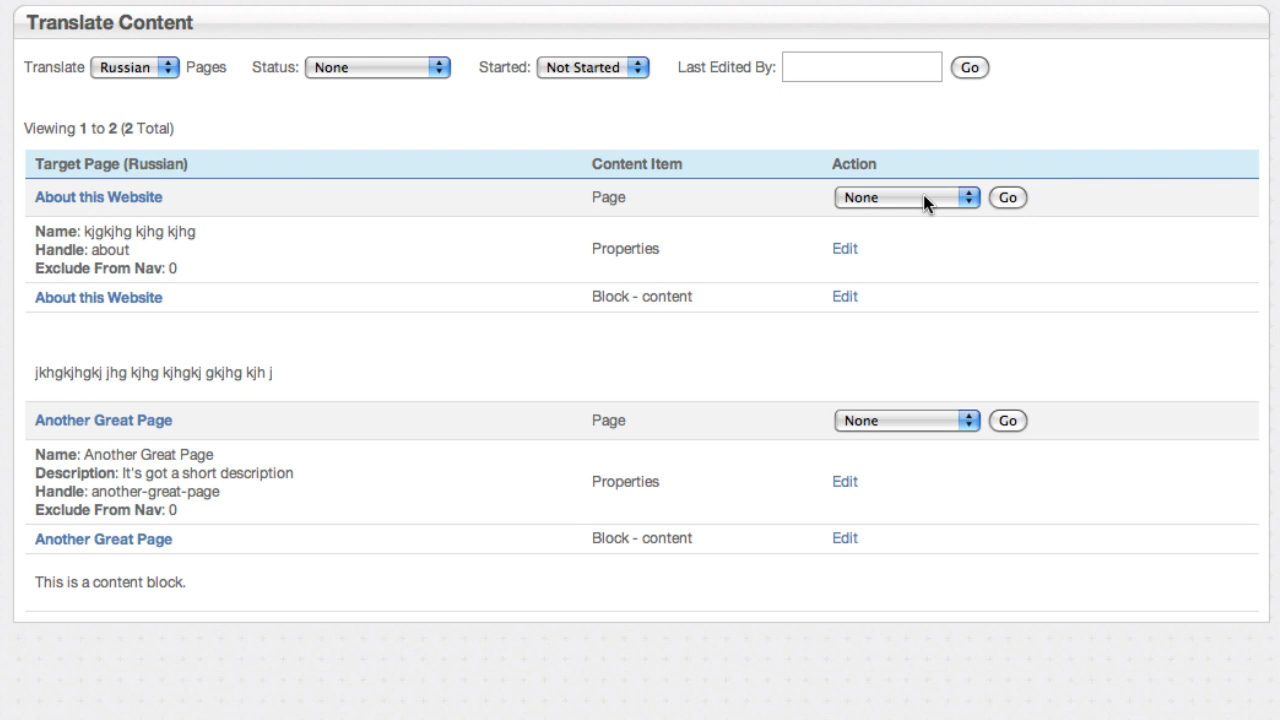 Translate Content
Translate Russian Pages Status: None Started: Not Started Last Edited By: Go
Viewing 1 to 2 (2 Total)
Target Page (Russian) Content Item Action
About this Website Page None Go
Name: kjgkjhg kjhg kjhg
Handle: about Properties Edit
Exclude From Nav: 0
About this Website Block - content Edit
jkhgkjhgkj jhg kjhg kjhgkj gkjhg kjh j
Another Great Page Page None Go
Name: Another Great Page
Description: It's got a short description
Properties Edit
Handle: another-great-page
Exclude From Nav: 0
Another Great Page Block - content Edit
This is a content block.